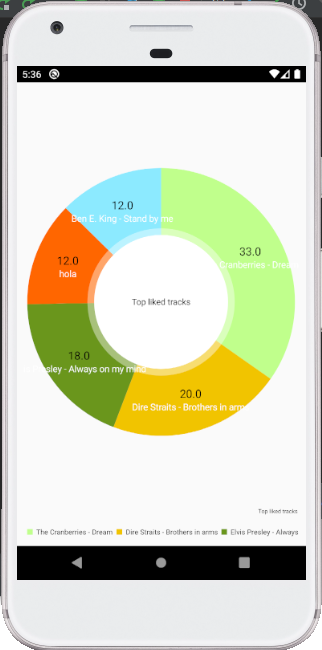 5:36
12.0
Ben E. King - Stand by me
33.0
Cranberries - Dream
12.0
hola
Top liked tracks
18.0
Presley - Always on my mind
20.0
Dire Straits - Brothers in arms
Top liked tracks
The Cranberries - Dream Dire Straits - Brothers in arms Elvis Presley - Always